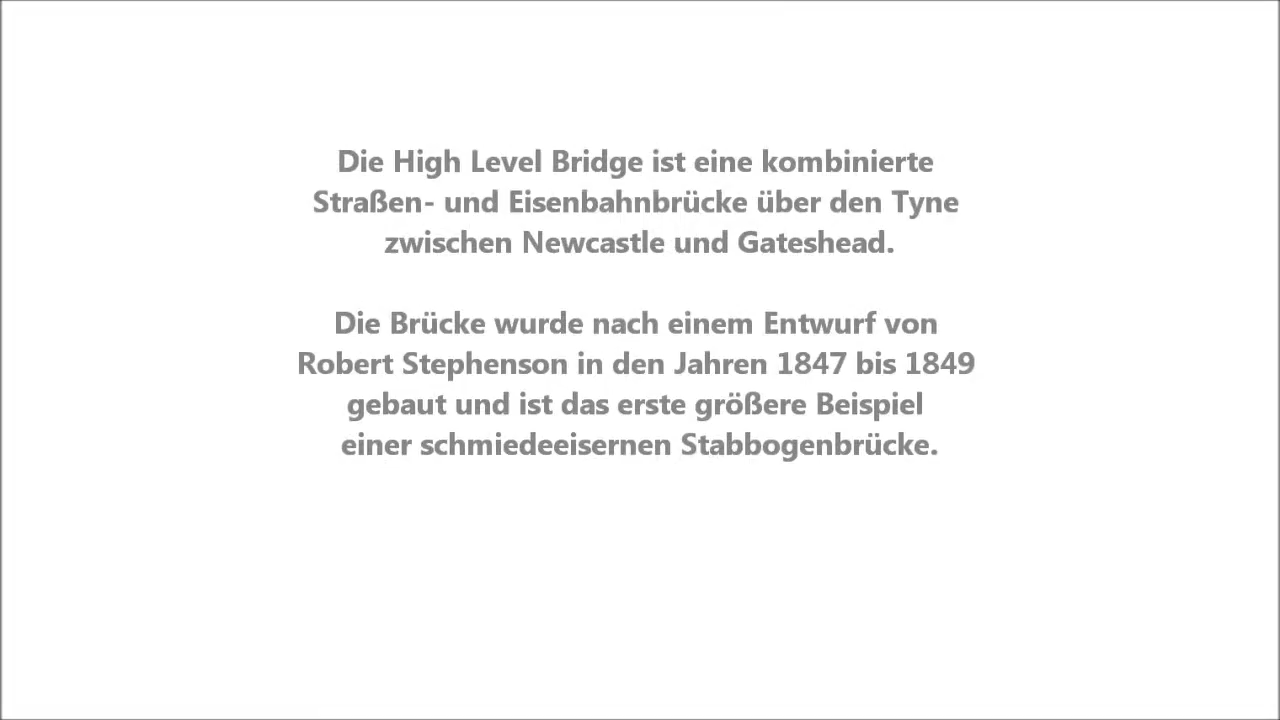 Die High Level Bridge ist eine kombinierte
Straßen- und Eisenbahnbrücke über den Tyne
zwischen Newcastle und Gateshead.
Die Brücke wurde nach einem Entwurf von
Robert Stephenson in den Jahren 1847 bis 1849
gebaut und ist das erste größere Beispiel
einer schmiedeeisernen Stabbogenbrücke.